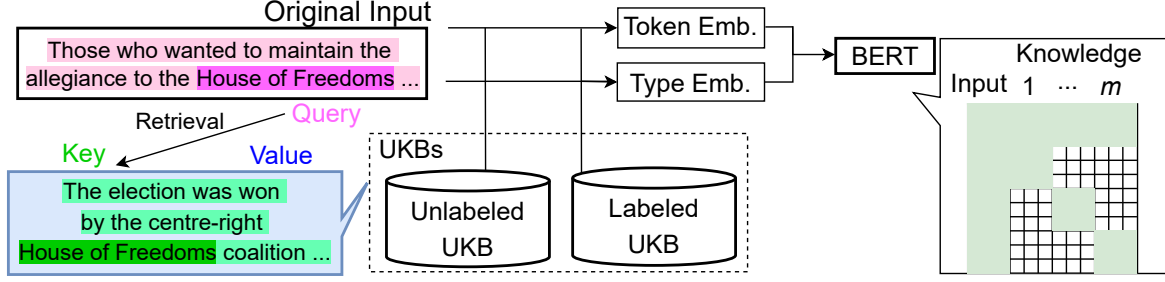 Original Input
Those who wanted to maintain the
allegiance to the House of Freedoms ...
Query
Retrieval
Key
Value
The election was won
by the centre-right
House of Freedoms coalition ...
UKBs
Unlabeled
UKB
Labeled
UKB
Token Emb.
Type Emb.
BERT
Knowledge
Input 1 ... m